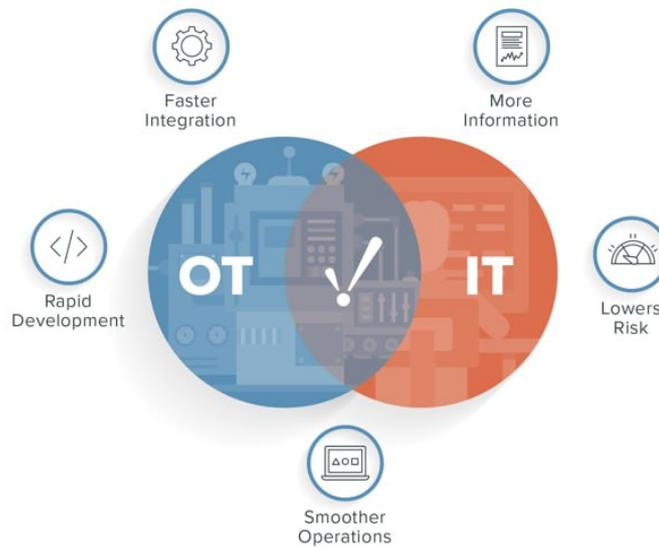 Faster
Integration
More
Information
OT
IT
Rapid
Development
Lowers
Risk
Smoother
Operations